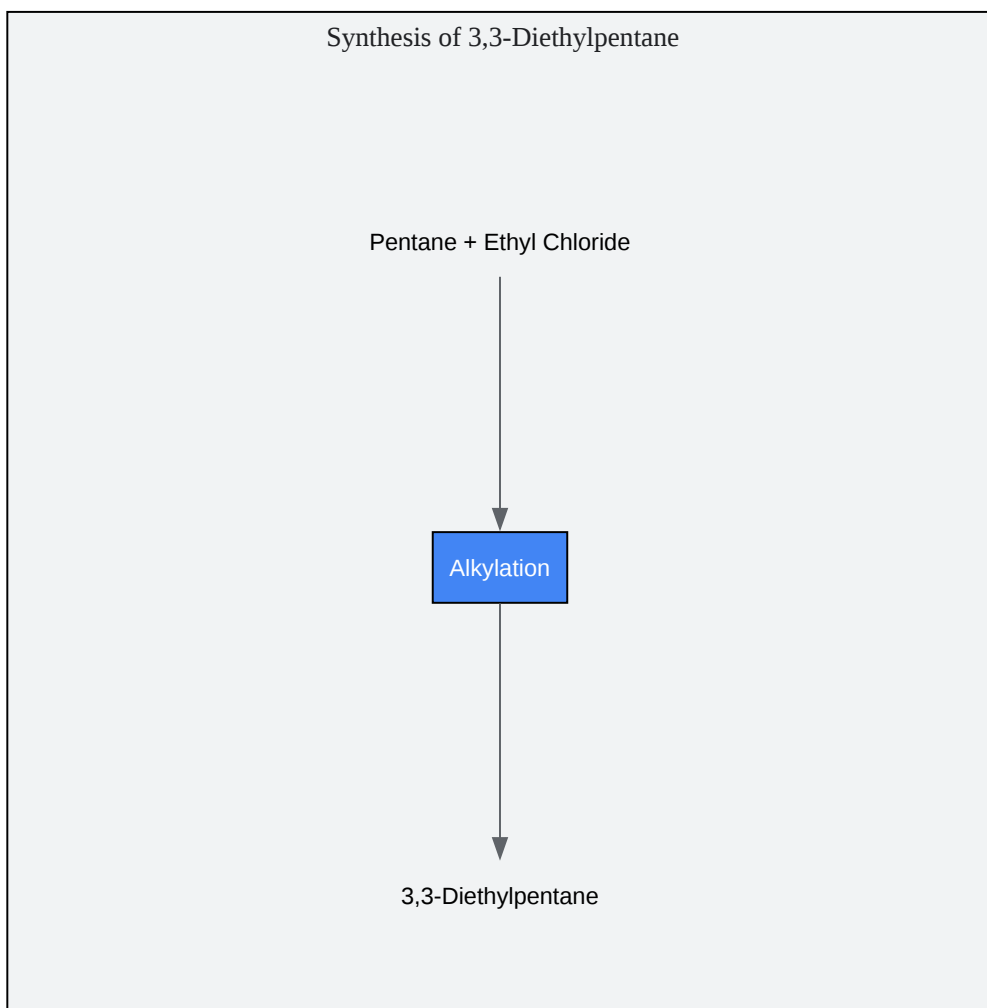 Synthesis of 3,3-Diethylpentane
Pentane + Ethyl Chloride
Alkylation
3,3-Diethylpentane